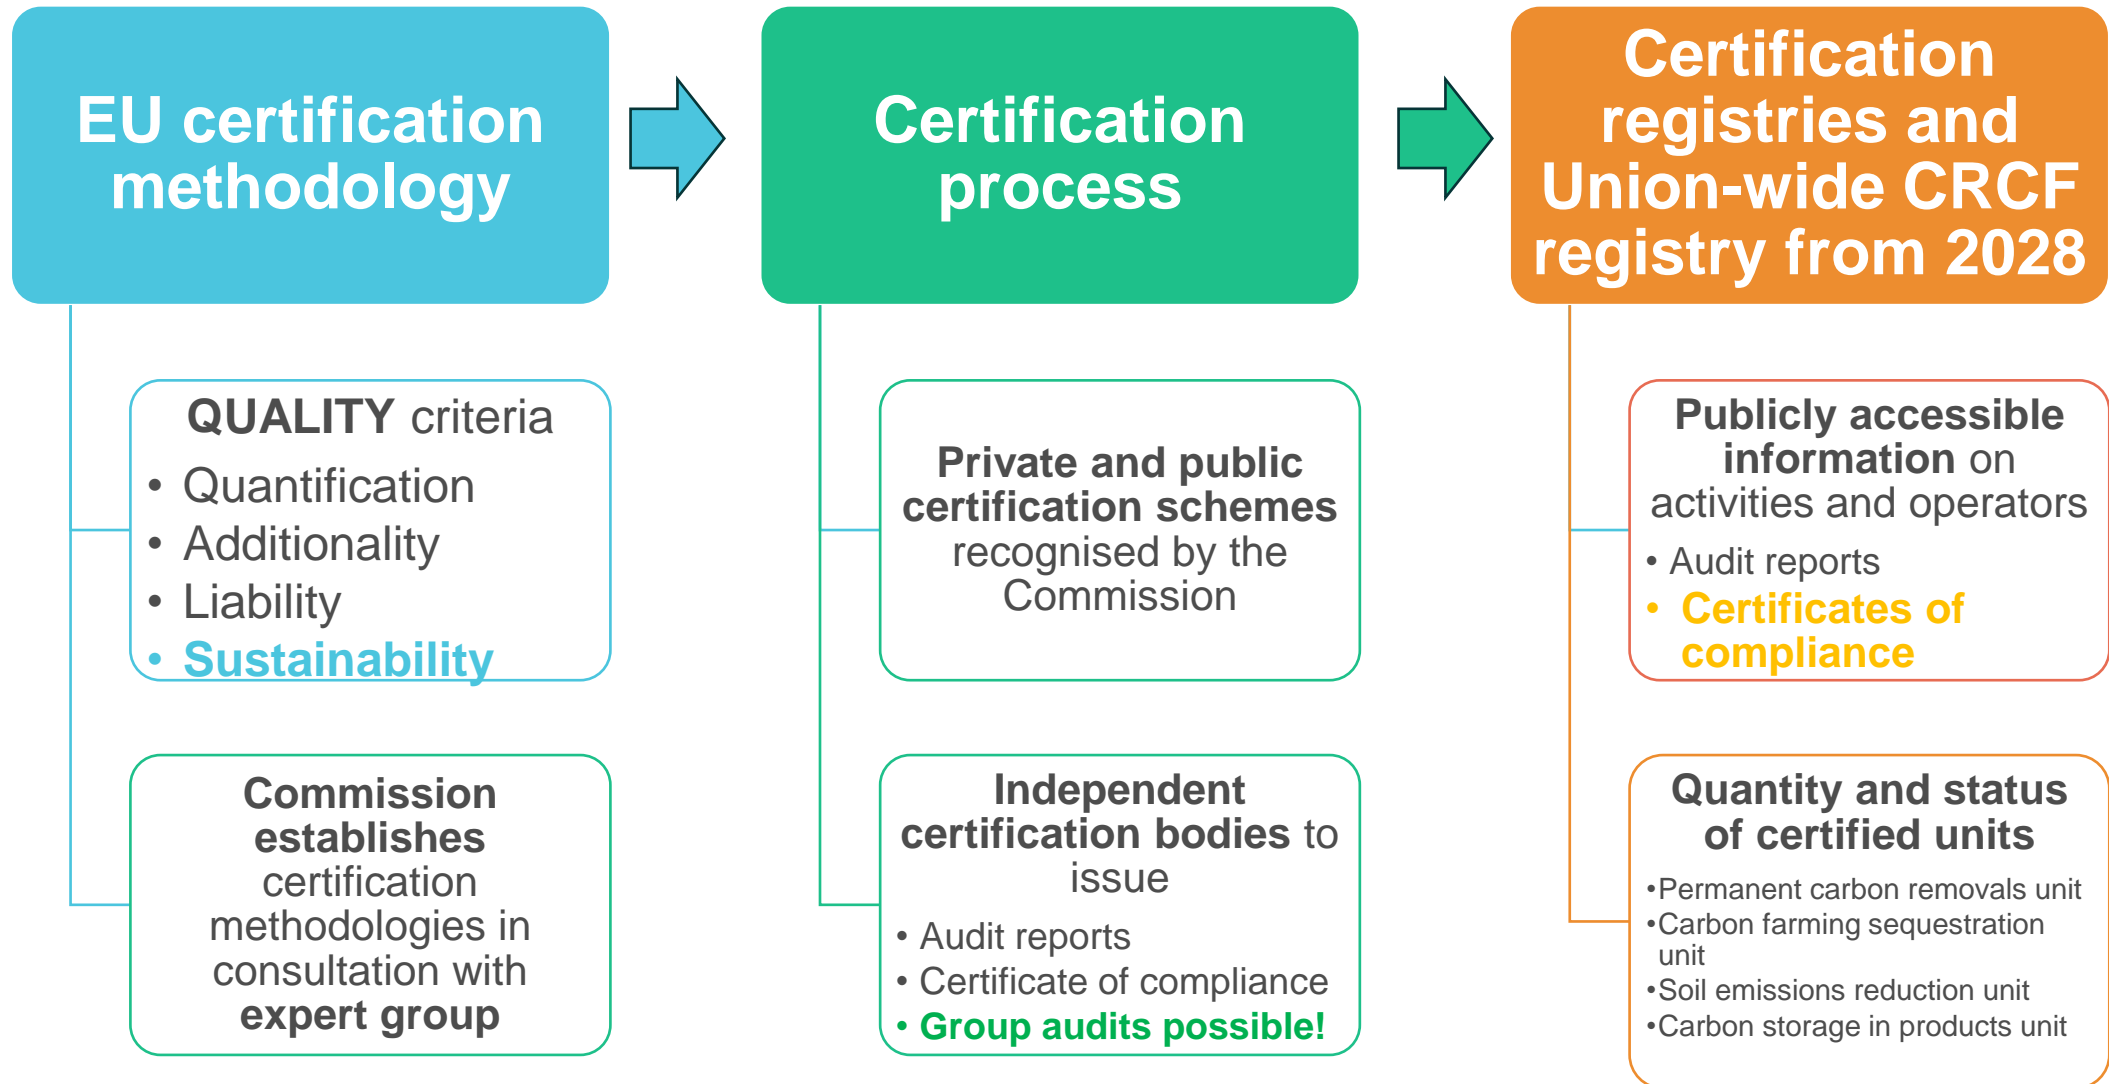 EU certification
methodology
QUALITY criteria
• Quantification
• Additionality
• Liability
• Sustainability
Commission
establishes
certification
methodologies in
consultation with
expert group
Certification
process
Private and public
certification schemes
recognised by the
Commission
Independent
certification bodies to
issue
• Audit reports
• Certificate of compliance
• Group audits possible!
Certification
registries and
Union-wide CRCF
registry from 2028
Publicly accessible
information on
activities and operators
• Audit reports
• Certificates of
compliance
Quantity and status
of certified units
•Permanent carbon removals unit
•Carbon farming sequestration
unit
•Soil emissions reduction unit
•Carbon storage in products unit